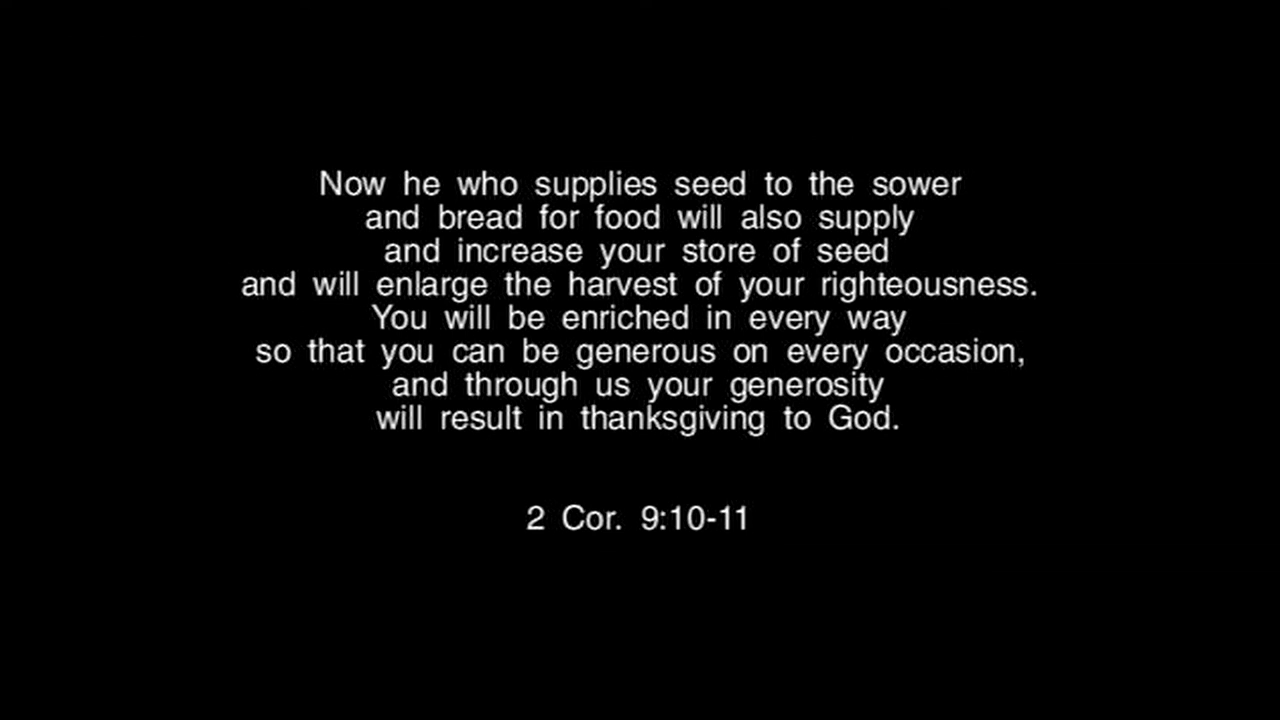 Now he who supplies seed to the sower
and bread for food will also supply
and increase your store of seed
and will enlarge the harvest of your righteousness.
You will be enriched in every way
so that you can be generous on every occasion,
and through us your generosity
will result in thanksgiving to God.
2 Cor. 9:10-11